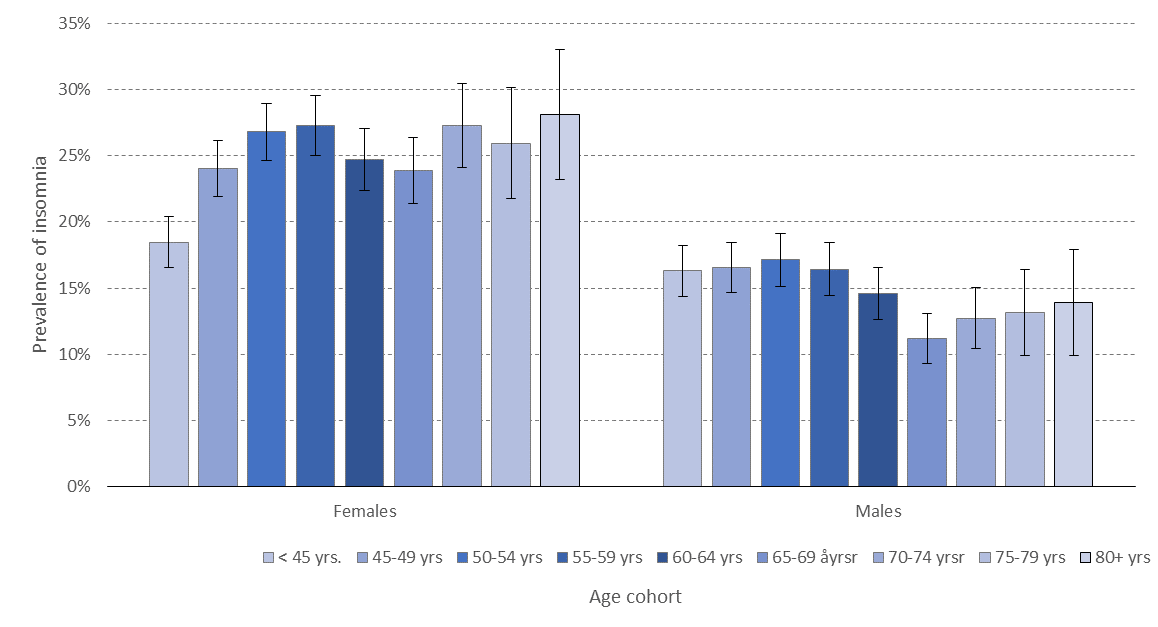 35%
30%
25%
20%
15%
10%
5%
0%
Prevalence of insomnia
Females Males
< 45 yrs. 45-49 yrs 50-54 yrs 55-59 yrs 60-64 yrs 65-69 åyrsr 70-74 yrsr 75-79 yrs 80+ yrs
Age cohort